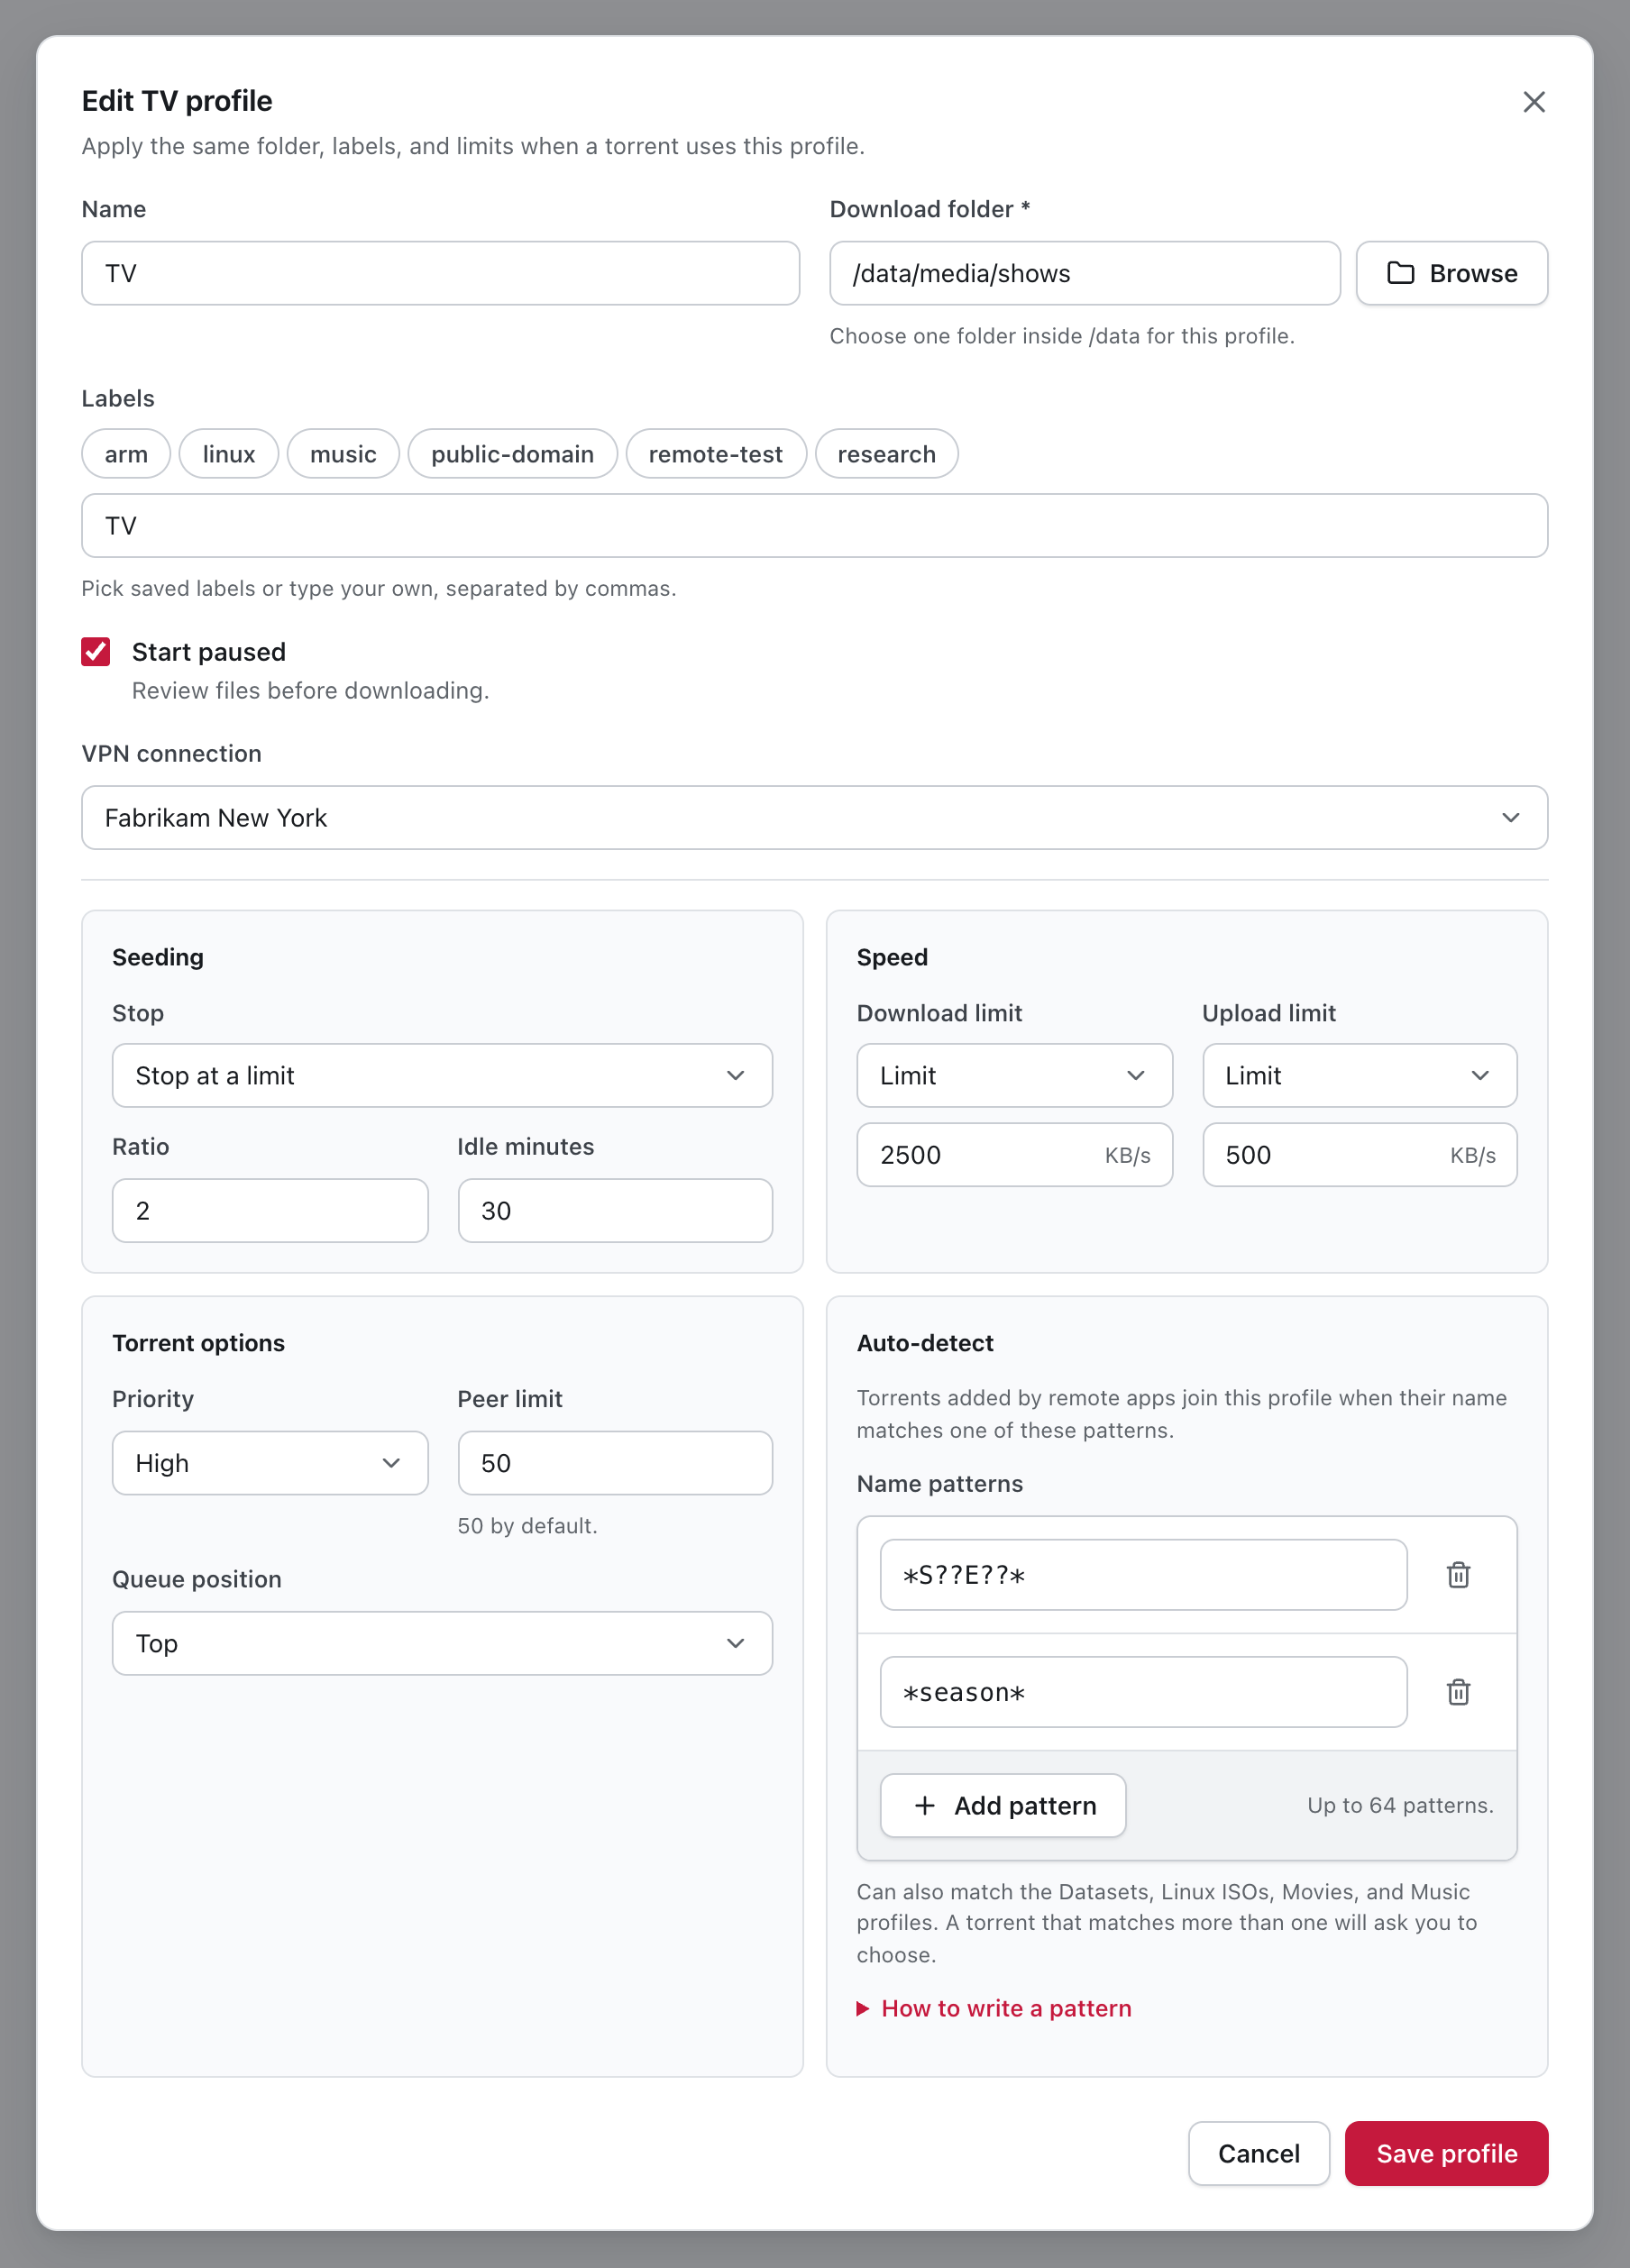 Edit TV profile
Apply the same folder, labels, and limits when a torrent uses this profile.
Name
TV
Download folder *
/data/media/shows
Browse
Choose one folder inside /data for this profile.
Labels
arm
linux
music
public-domain
remote-test
research
TV
Pick saved labels or type your own, separated by commas.
Start paused
Review files before downloading.
VPN connection
Fabrikam New York
Seeding
Stop
Stop at a limit
Ratio
2
Idle minutes
30
Speed
Download limit
Limit
2500 KB/s
Upload limit
Limit
500 KB/s
Torrent options
Priority
High
Peer limit
50
50 by default.
Queue position
Top
Auto-detect
Torrents added by remote apps join this profile when their name
matches one of these patterns.
Name patterns
*S??E??*
*season*
Add pattern
Up to 64 patterns.
Can also match the Datasets, Linux ISOs, Movies, and Music
profiles. A torrent that matches more than one will ask you to
choose.
How to write a pattern
Cancel
Save profile